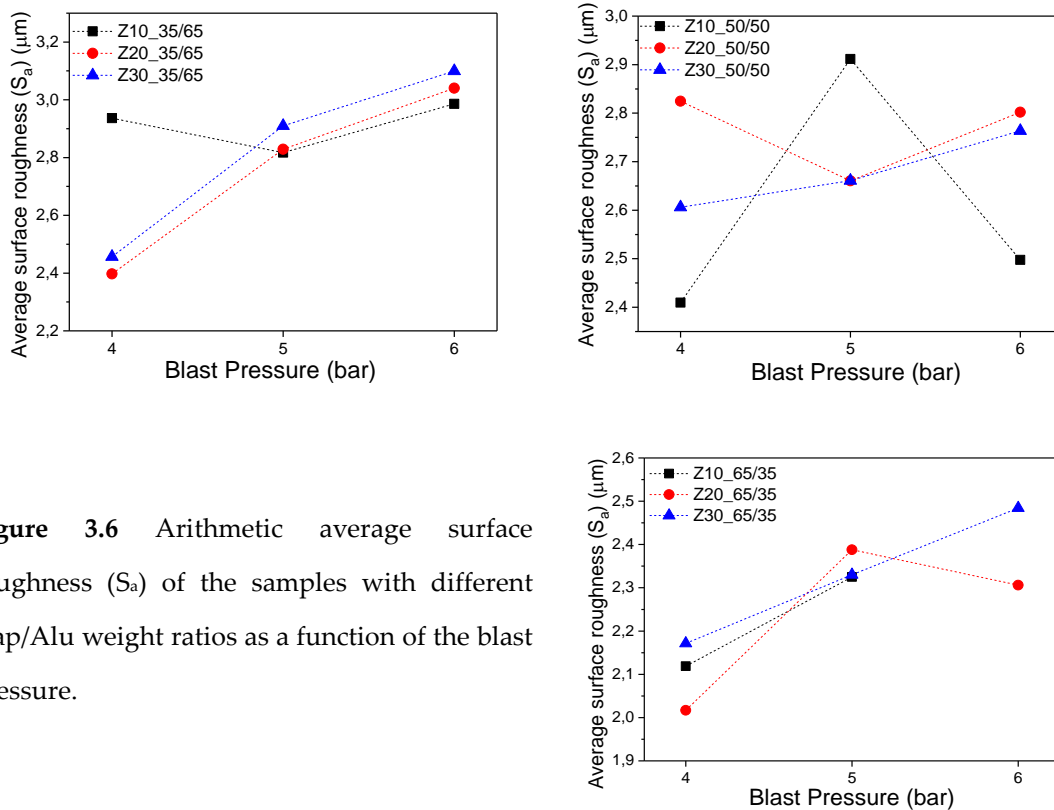 Z10_35/65
Z20_35/65
Z30_35/65
3,2
3,0
2,8
2,6
2,4
2,2
4
5
6
Average surface roughness (Sa) (μm)
Blast Pressure (bar)
Z10_50/50
Z20_50/50
Z30_50/50
3,0
2,9
2,8
2,7
2,6
2,5
2,4
4
5
6
Average surface roughness (Sa) (μm)
Blast Pressure (bar)
gure 3.6 Arithmetic average surface
ughness (Sa) of the samples with different
ap/Alu weight ratios as a function of the blast
essure.
Z10_65/35
Z20_65/35
Z30_65/35
2,6
2,5
2,4
2,3
2,2
2,1
2,0
1,9
4
5
6
Average surface roughness (Sa) (μm)
Blast Pressure (bar)